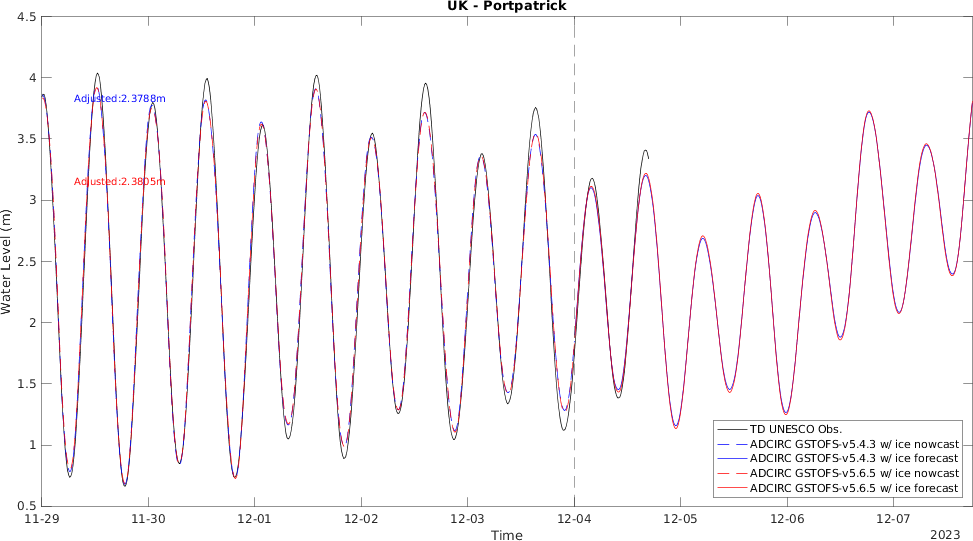 UK - Portpatrick
4.5
4
3.5
3
2.5
2
1.5
1
0.5
Water Level (m)
Adjusted:2.3788m
Adjusted:2.3805m
TD UNESCO Obs.
ADCIRC GSTOFS-v5.4.3 w/ ice nowcast
ADCIRC GSTOFS-v5.4.3 w/ ice forecast
ADCIRC GSTOFS-v5.6.5 w/ ice nowcast
ADCIRC GSTOFS-v5.6.5 w/ ice forecast
11-29 11-30 12-01 12-02 12-03 12-04 12-05 12-06 12-07
Time
2023